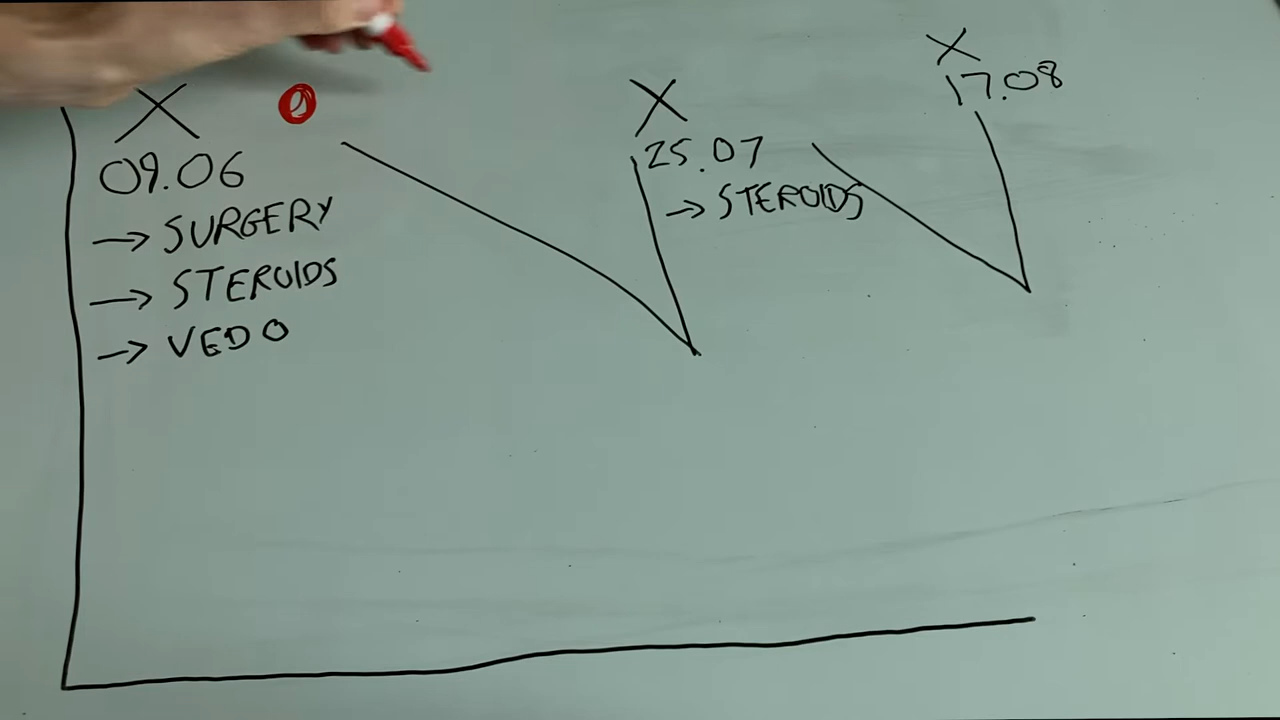 X
17.08
X
25.07
→ STEROIDS
X
09.06
→ SURGERY
→ STEROIDS
→ VEDO